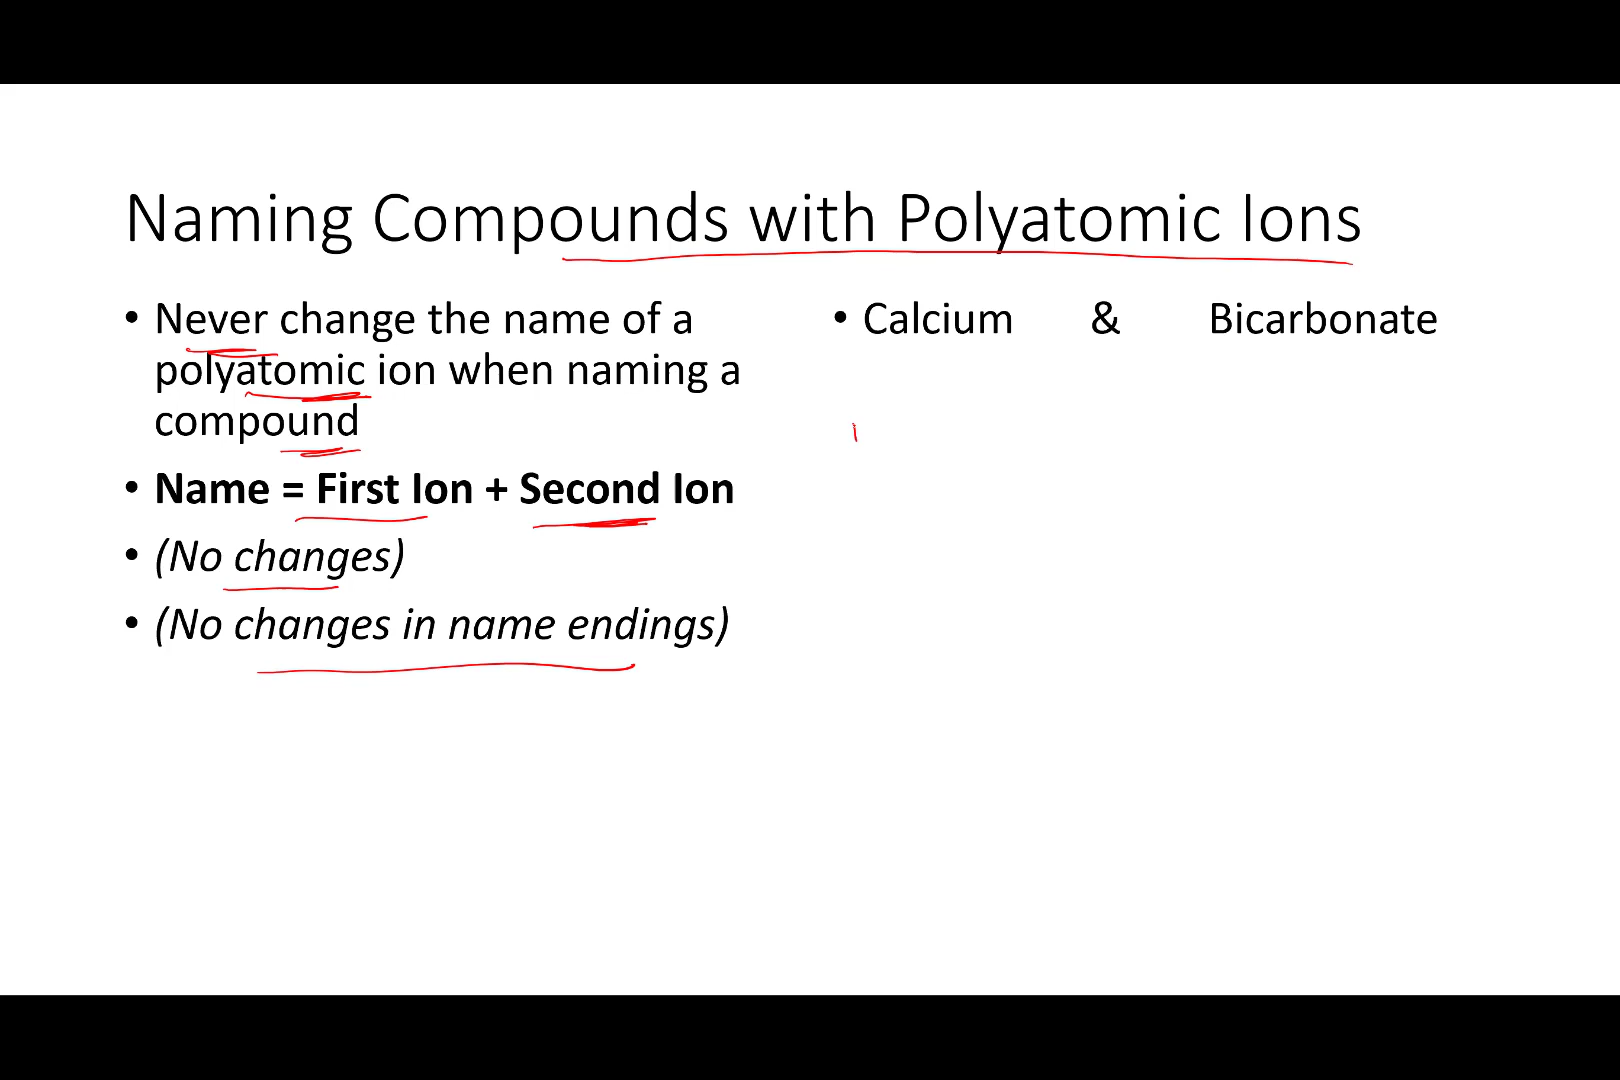 Naming Compounds with Polyatomic Ions
• Never change the name of a
polyatomic ion when naming a
compound
• Name = First Ion + Second Ion
• (No changes)
• (No changes in name endings)
• Calcium & Bicarbonate